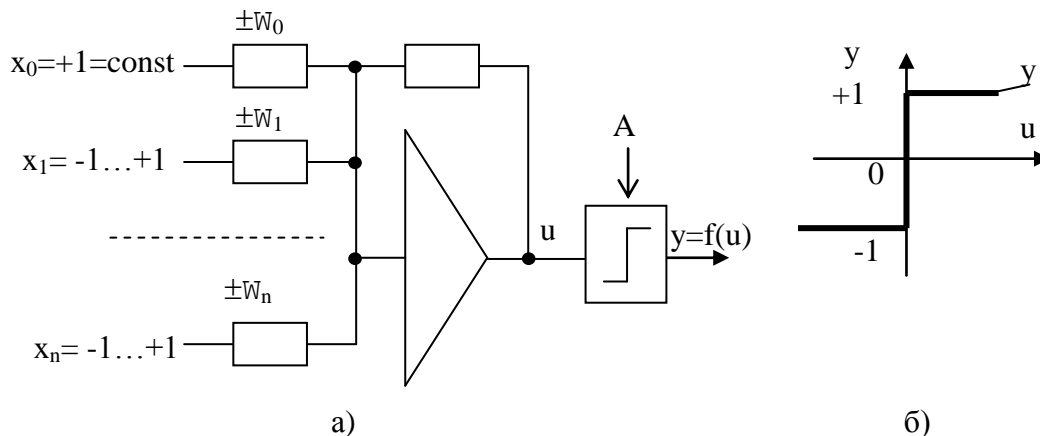 ±W₀
x₀=+1=const
±W₁
x₁= -1…+1
±Wₙ
xₙ= -1…+1
u
A
y=f(u)
а)
y
y
+1
u
0
-1
б)